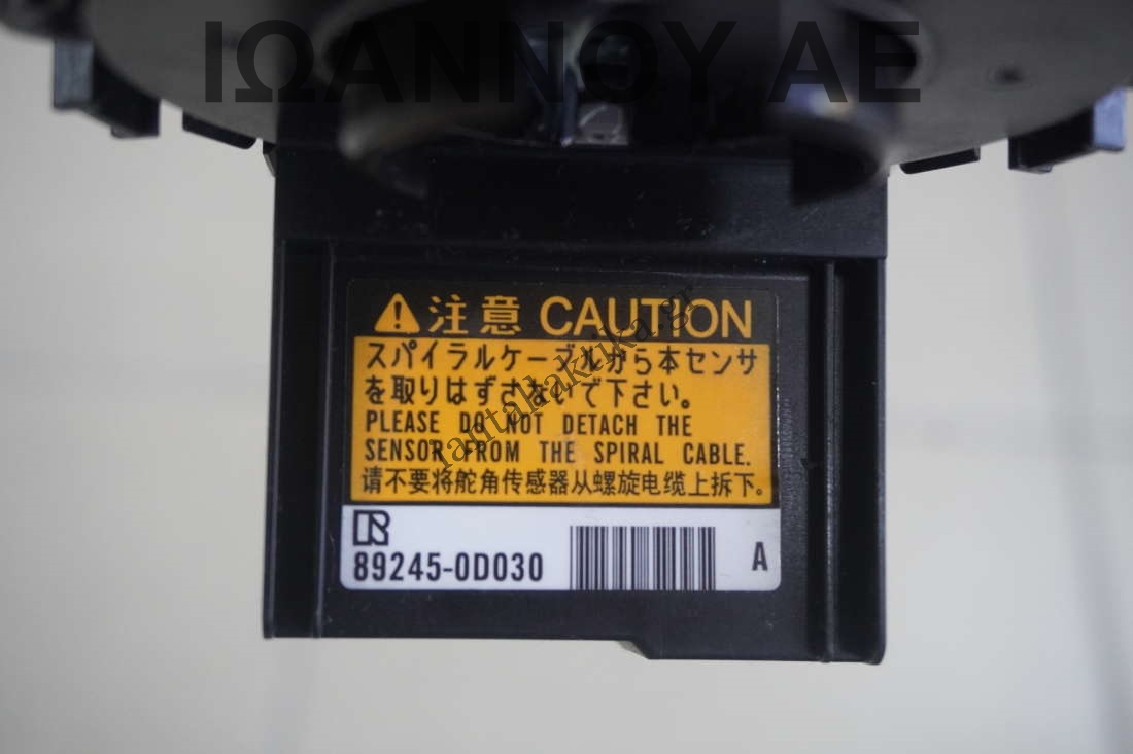 ΙΩΑΝΝΟΥ ΑΕ
注意 CAUTION
スパイラルケーブルから本センサ
を取りはずさないで下さい。
PLEASE DO NOT DETACH THE
SENSOR FROM THE SPIRAL CABLE.
请不要将舵角传感器从螺旋电缆上拆下。
89245-0D030
A